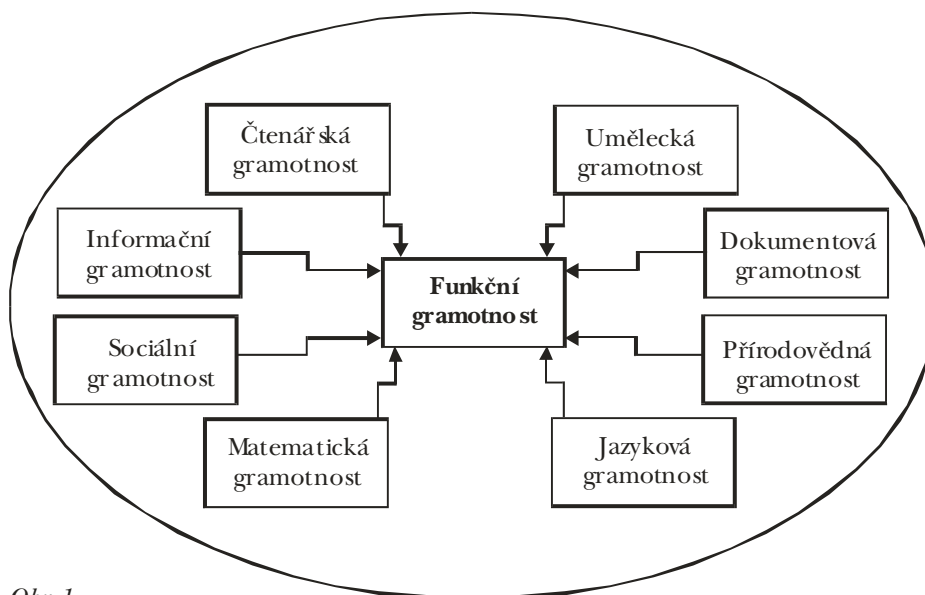 Čtenářská
gramotnost
Umělecká
gramotnost
Informační
gramotnost
Dokumentová
gramotnost
Funkční
gramotnost
Sociální
gramotnost
Přírodovědná
gramotnost
Matematická
gramotnost
Jazyková
gramotnost